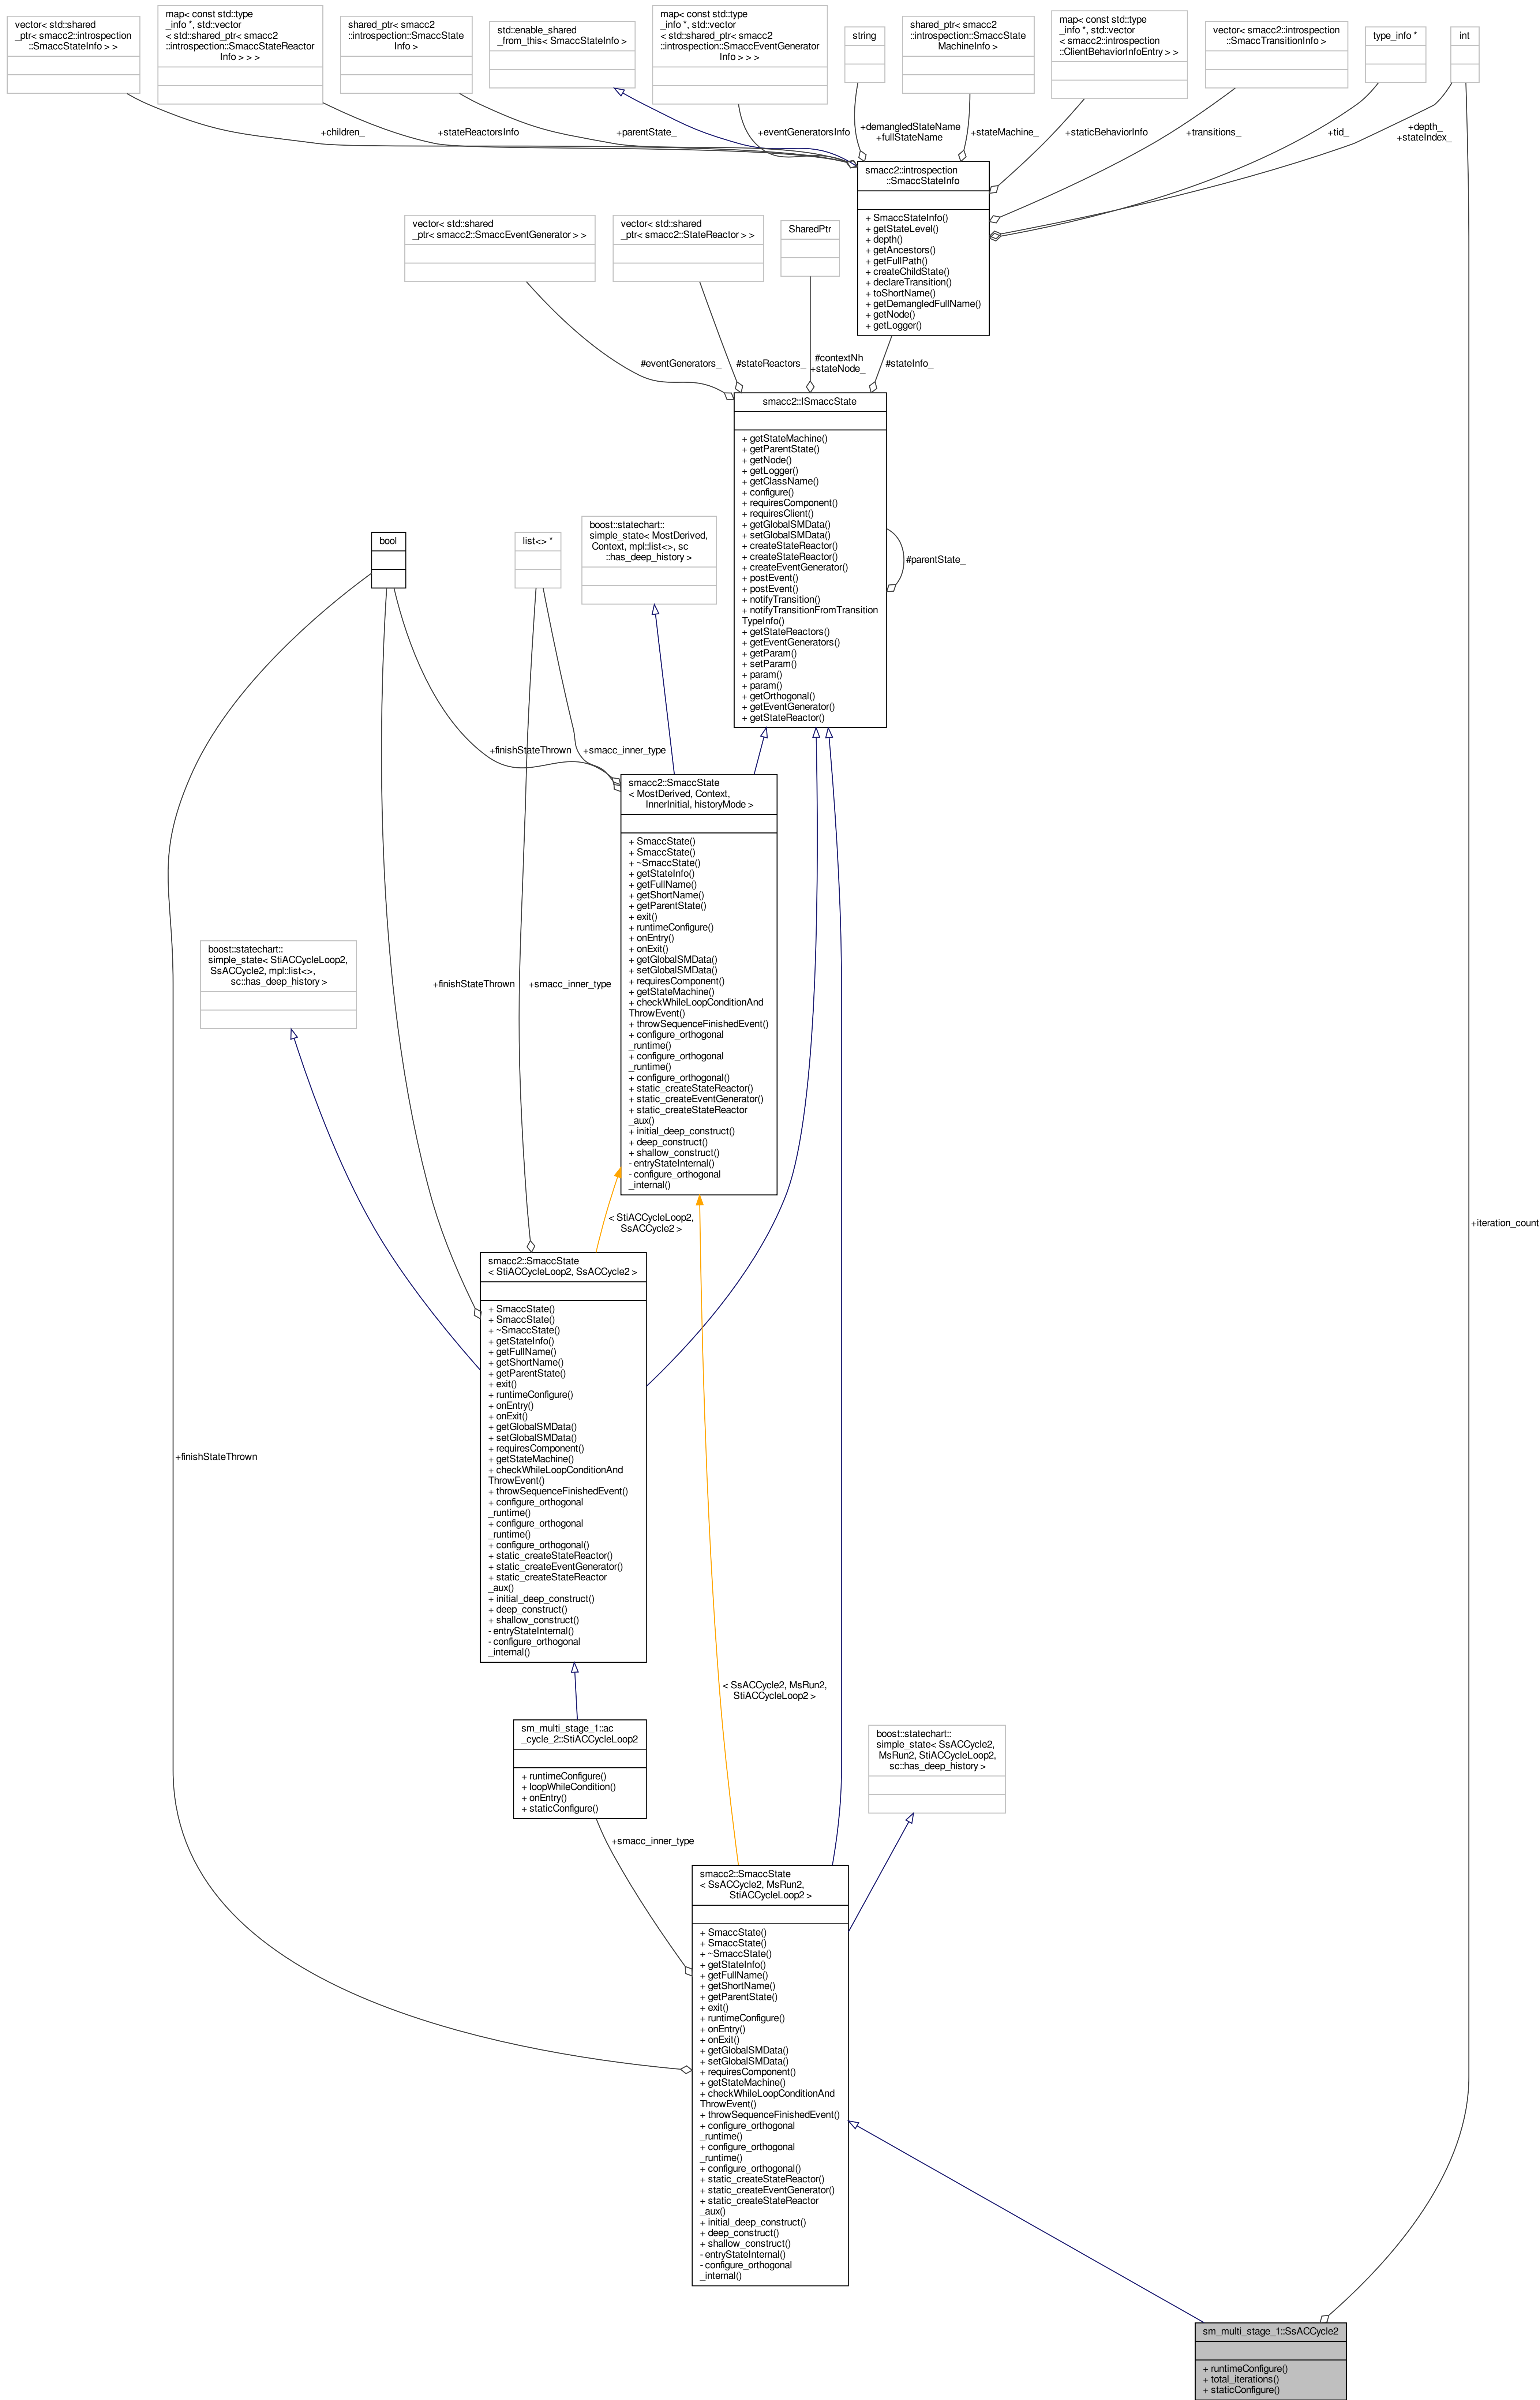 vector< std::shared
_ptr< smacc2::introspection
::SmaccStateInfo > >
map< const std::type
_info *, std::vector
< std::shared_ptr< smacc2
::introspection::SmaccStateReactor
Info > > >
shared_ptr< smacc2
::introspection::SmaccState
Info >
std::enable_shared
_from_this< SmaccStateInfo >
map< const std::type
_info *, std::vector
< std::shared_ptr< smacc2
::introspection::SmaccEventGenerator
Info > > >
string
shared_ptr< smacc2
::introspection::SmaccState
MachineInfo >
map< const std::type
_info *, std::vector
< smacc2::introspection
::ClientBehaviorInfoEntry > >
vector< smacc2::introspection
::SmaccTransitionInfo >
type_info *
int
+children_
+stateReactorsInfo
+parentState_
+eventGeneratorsInfo
+demangledStateName
+fullStateName
+stateMachine_
+staticBehaviorInfo
+transitions_
+tid_
+depth_
+stateIndex_
smacc2::introspection
::SmaccStateInfo
+ SmaccStateInfo()
+ getStateLevel()
+ depth()
+ getAncestors()
+ getFullPath()
+ createChildState()
+ declareTransition()
+ toShortName()
+ getDemangledFullName()
+ getNode()
+ getLogger()
vector< std::shared
_ptr< smacc2::SmaccEventGenerator > >
vector< std::shared
_ptr< smacc2::StateReactor > >
SharedPtr
#eventGenerators_
#stateReactors_
#contextNh
+stateNode_
#stateInfo_
smacc2::ISmaccState
+ getStateMachine()
+ getParentState()
+ getNode()
+ getLogger()
+ getClassName()
+ configure()
+ requiresComponent()
+ requiresClient()
+ getGlobalSMData()
+ setGlobalSMData()
+ createStateReactor()
+ createStateReactor()
+ createEventGenerator()
+ postEvent()
+ postEvent()
+ notifyTransition()
+ notifyTransitionFromTransition
TypeInfo()
+ getStateReactors()
+ getEventGenerators()
+ getParam()
+ setParam()
+ param()
+ param()
+ getOrthogonal()
+ getEventGenerator()
+ getStateReactor()
#parentState_
bool
list<> *
boost::statechart::
simple_state< MostDerived,
Context, mpl::list<>, sc
::has_deep_history >
+finishStateThrown
+smacc_inner_type
smacc2::SmaccState
< MostDerived, Context,
InnerInitial, historyMode >
+ SmaccState()
+ SmaccState()
+ ~SmaccState()
+ getStateInfo()
+ getFullName()
+ getShortName()
+ getParentState()
+ exit()
+ runtimeConfigure()
+ onEntry()
+ onExit()
+ getGlobalSMData()
+ setGlobalSMData()
+ requiresComponent()
+ getStateMachine()
+ checkWhileLoopConditionAnd
ThrowEvent()
+ throwSequenceFinishedEvent()
+ configure_orthogonal
_runtime()
+ configure_orthogonal
_runtime()
+ configure_orthogonal()
+ static_createStateReactor()
+ static_createEventGenerator()
+ static_createStateReactor
_aux()
+ initial_deep_construct()
+ deep_construct()
+ shallow_construct()
- entryStateInternal()
- configure_orthogonal
_internal()
boost::statechart::
simple_state< StiACCycleLoop2,
SsACCycle2, mpl::list<>,
sc::has_deep_history >
+finishStateThrown
+smacc_inner_type
< StiACCycleLoop2,
SsACCycle2 >
+iteration_count
smacc2::SmaccState
< StiACCycleLoop2, SsACCycle2 >
+ SmaccState()
+ SmaccState()
+ ~SmaccState()
+ getStateInfo()
+ getFullName()
+ getShortName()
+ getParentState()
+ exit()
+ runtimeConfigure()
+ onEntry()
+ onExit()
+ getGlobalSMData()
+ setGlobalSMData()
+ requiresComponent()
+ getStateMachine()
+ checkWhileLoopConditionAnd
ThrowEvent()
+ throwSequenceFinishedEvent()
+ configure_orthogonal
_runtime()
+ configure_orthogonal
_runtime()
+ configure_orthogonal()
+ static_createStateReactor()
+ static_createEventGenerator()
+ static_createStateReactor
_aux()
+ initial_deep_construct()
+ deep_construct()
+ shallow_construct()
- entryStateInternal()
- configure_orthogonal
_internal()
+finishStateThrown
< SsACCycle2, MsRun2,
StiACCycleLoop2 >
sm_multi_stage_1::ac
_cycle_2::StiACCycleLoop2
+ runtimeConfigure()
+ loopWhileCondition()
+ onEntry()
+ staticConfigure()
boost::statechart::
simple_state< SsACCycle2,
MsRun2, StiACCycleLoop2,
sc::has_deep_history >
+smacc_inner_type
smacc2::SmaccState
< SsACCycle2, MsRun2,
StiACCycleLoop2 >
+ SmaccState()
+ SmaccState()
+ ~SmaccState()
+ getStateInfo()
+ getFullName()
+ getShortName()
+ getParentState()
+ exit()
+ runtimeConfigure()
+ onEntry()
+ onExit()
+ getGlobalSMData()
+ setGlobalSMData()
+ requiresComponent()
+ getStateMachine()
+ checkWhileLoopConditionAnd
ThrowEvent()
+ throwSequenceFinishedEvent()
+ configure_orthogonal
_runtime()
+ configure_orthogonal
_runtime()
+ configure_orthogonal()
+ static_createStateReactor()
+ static_createEventGenerator()
+ static_createStateReactor
_aux()
+ initial_deep_construct()
+ deep_construct()
+ shallow_construct()
- entryStateInternal()
- configure_orthogonal
_internal()
sm_multi_stage_1::SsACCycle2
+ runtimeConfigure()
+ total_iterations()
+ staticConfigure()